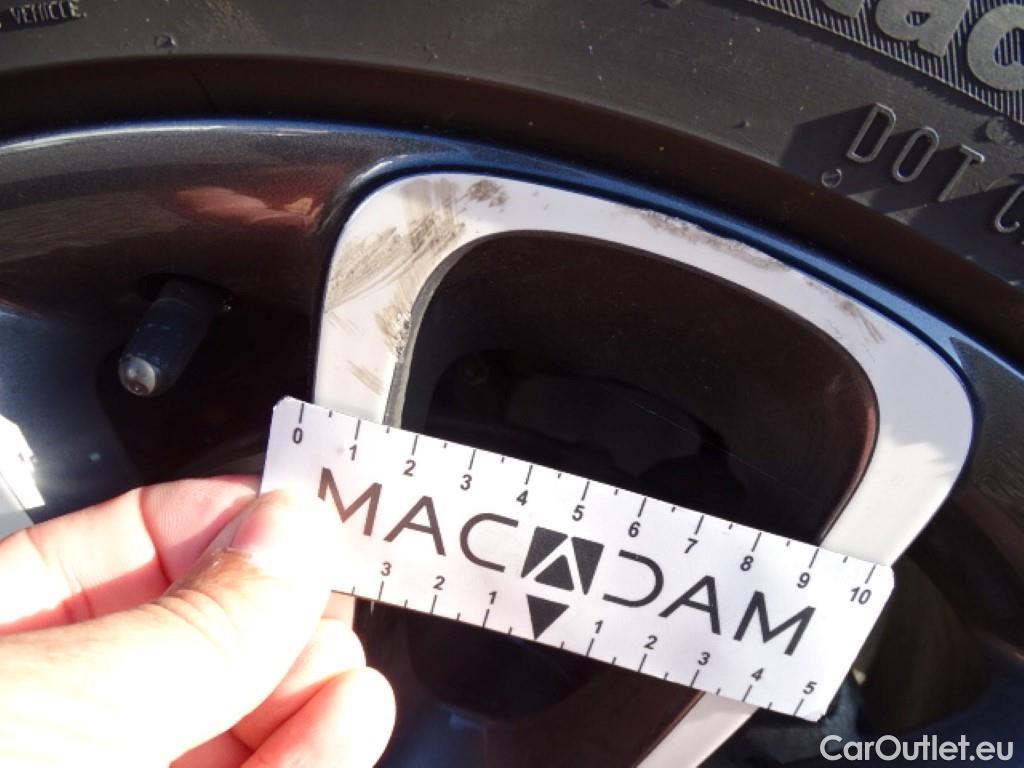 VEHICLE.
DOT
0 1 2 3 4 5 6 7 8 9 10
MACADAM
3 2 1 1 2 3 4 5
CarOutlet.eu